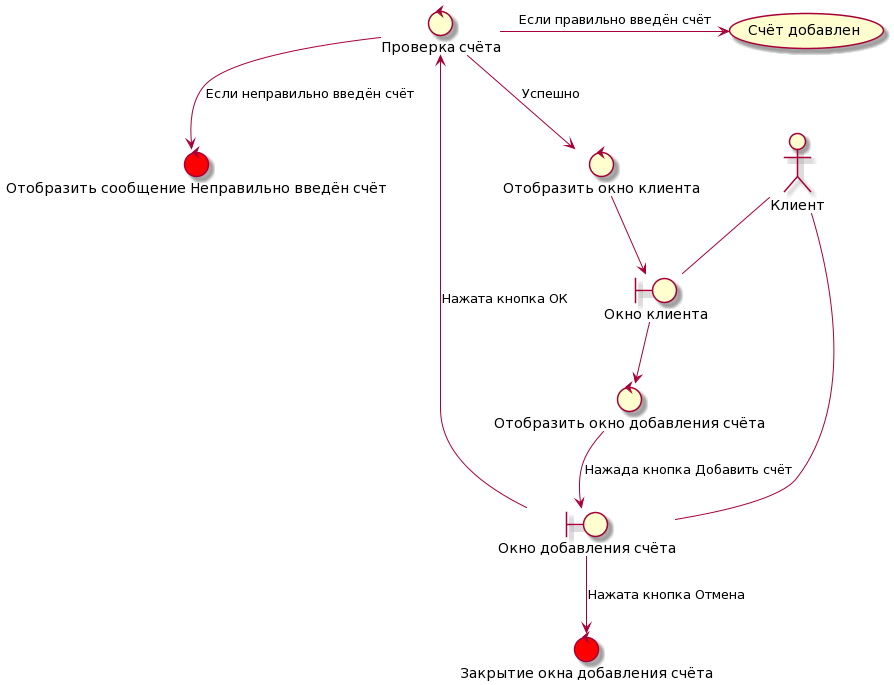 Если правильно введён счёт
Счёт добавлен
Проверка счёта
Если неправильно введён счёт
Успешно
Отобразить сообщение Неправильно введён счёт
Отобразить окно клиента
Клиент
Нажата кнопка ОК
Окно клиента
Отобразить окно добавления счёта
Нажада кнопка Добавить счёт
Окно добавления счёта
Нажата кнопка Отмена
Закрытие окна добавления счёта